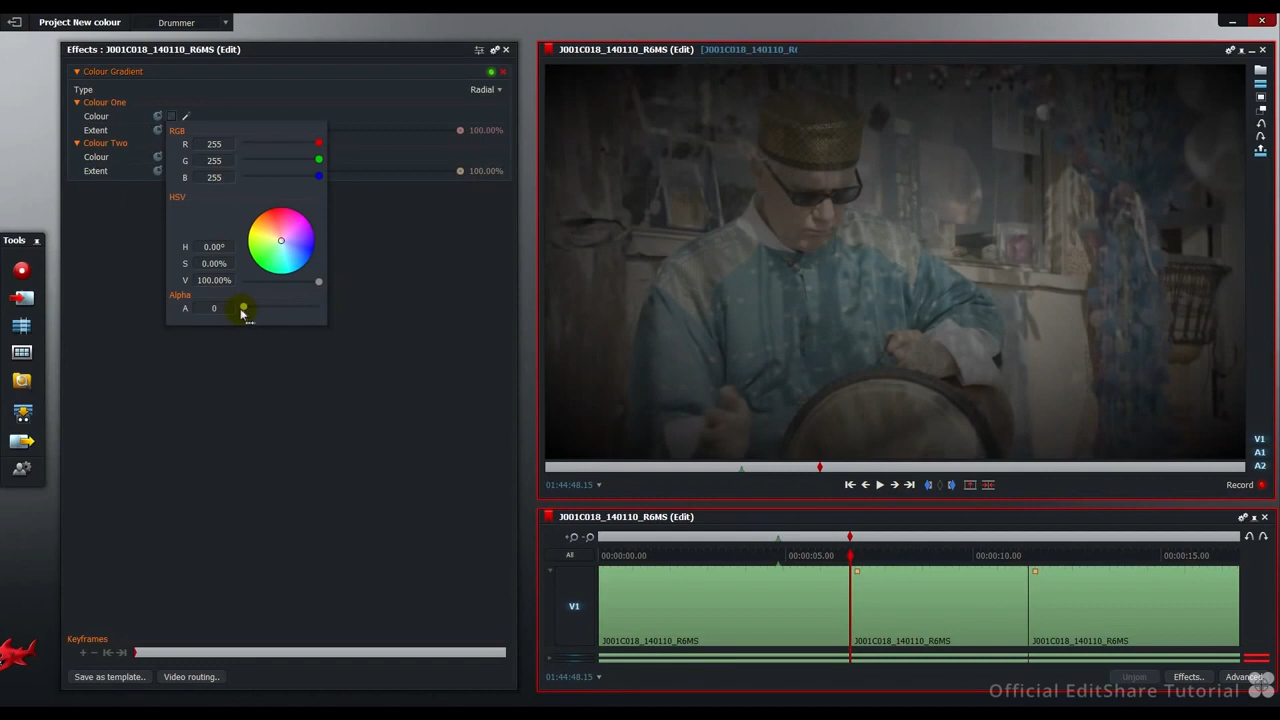 Project New colour
Drummer
Effects : J001C018_140110_R6MS (Edit)
Colour Gradient
Type
Radial
Colour One
Colour
Extent
100.00%
Colour Two
Colour
Extent
100.00%
RGB
R 255
G 255
B 255
HSV
H 0.00º
S 0.00%
V 100.00%
Alpha
A 0
Tools
Keyframes
Save as template..
Video routing..
J001C018_140110_R6MS (Edit) [J001C018_140110_R6
V1
A1
A2
01:44:48.15
Record
J001C018_140110_R6MS (Edit)
All
00:00:00.00
00:00:05.00
00:00:10.00
00:00:15.00
V1
J001C018_140110_R6MS
J001C018_140110_R6MS
J001C018_140110_R6MS
01:44:48.15
Unjoin
Effects..
Advanced
Official EditShare Tutorial